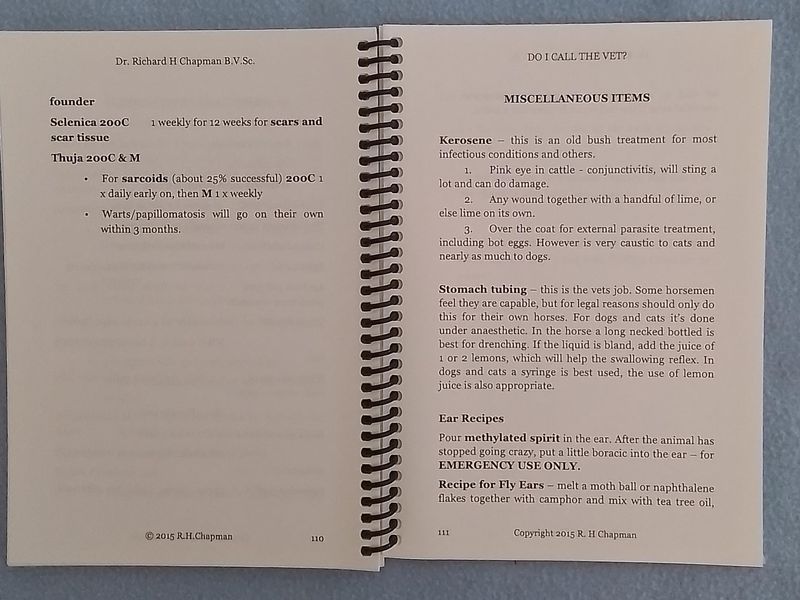 Dr. Richard H Chapman B.V.Sc.
founder
Selenica 200C 1 weekly for 12 weeks for scars and
scar tissue
Thuja 200C & M
• For sarcoids (about 25% successful) 200C 1
x daily early on, then M 1 x weekly
• Warts/papillomatosis will go on their own
within 3 months.
© 2015 R.H.Chapman
110
DO I CALL THE VET?
MISCELLANEOUS ITEMS
Kerosene – this is an old bush treatment for most
infectious conditions and others.
1. Pink eye in cattle - conjunctivitis, will sting a
lot and can do damage.
2. Any wound together with a handful of lime, or
else lime on its own.
3. Over the coat for external parasite treatment,
including bot eggs. However is very caustic to cats and
nearly as much to dogs.
Stomach tubing – this is the vets job. Some horsemen
feel they are capable, but for legal reasons should only do
this for their own horses. For dogs and cats it's done
under anaesthetic. In the horse a long necked bottled is
best for drenching. If the liquid is bland, add the juice of
1 or 2 lemons, which will help the swallowing reflex. In
dogs and cats a syringe is best used, the use of lemon
juice is also appropriate.
Ear Recipes
Pour methylated spirit in the ear. After the animal has
stopped going crazy, put a little boracic into the ear – for
EMERGENCY USE ONLY.
Recipe for Fly Ears – melt a moth ball or naphthalene
flakes together with camphor and mix with tea tree oil,
111
Copyright 2015 R. H Chapman